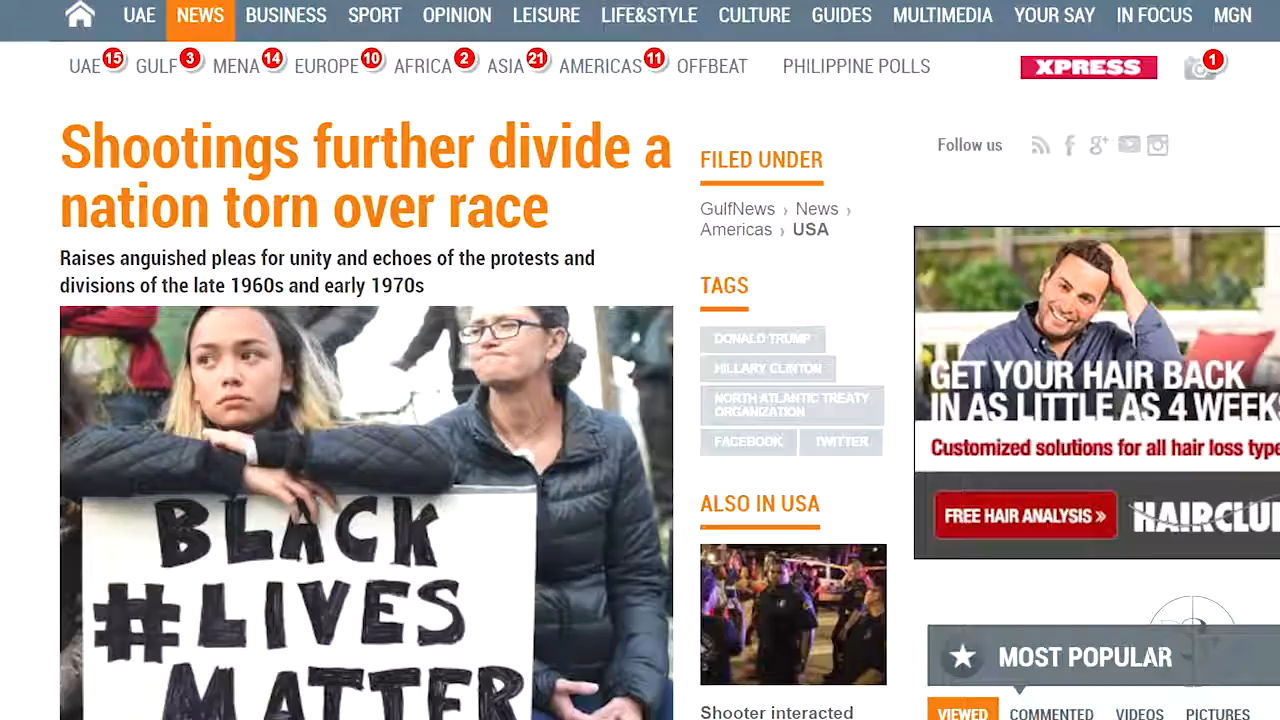 UAE NEWS BUSINESS SPORT OPINION LEISURE LIFE&STYLE CULTURE GUIDES MULTIMEDIA YOUR SAY IN FOCUS MGN
UAE 15 GULF 3 MENA 14 EUROPE 10 AFRICA 2 ASIA 21 AMERICAS 11 OFFBEAT PHILIPPINE POLLS XPRESS 1
Shootings further divide a
nation torn over race
Raises anguished pleas for unity and echoes of the protests and
divisions of the late 1960s and early 1970s
BLACK
#LIVES
MATTER
FILED UNDER
GulfNews › News ›
Americas › USA
TAGS
DONALD TRUMP
HILLARY CLINTON
NORTH ATLANTIC TREATY
ORGANIZATION
FACEBOOK TWITTER
ALSO IN USA
Shooter interacted
Follow us
GET YOUR HAIR BACK
IN AS LITTLE AS 4 WEEK
Customized solutions for all hair loss type
FREE HAIR ANALYSIS » HAIRCLU
MOST POPULAR
VIEWED COMMENTED VIDEOS PICTURES